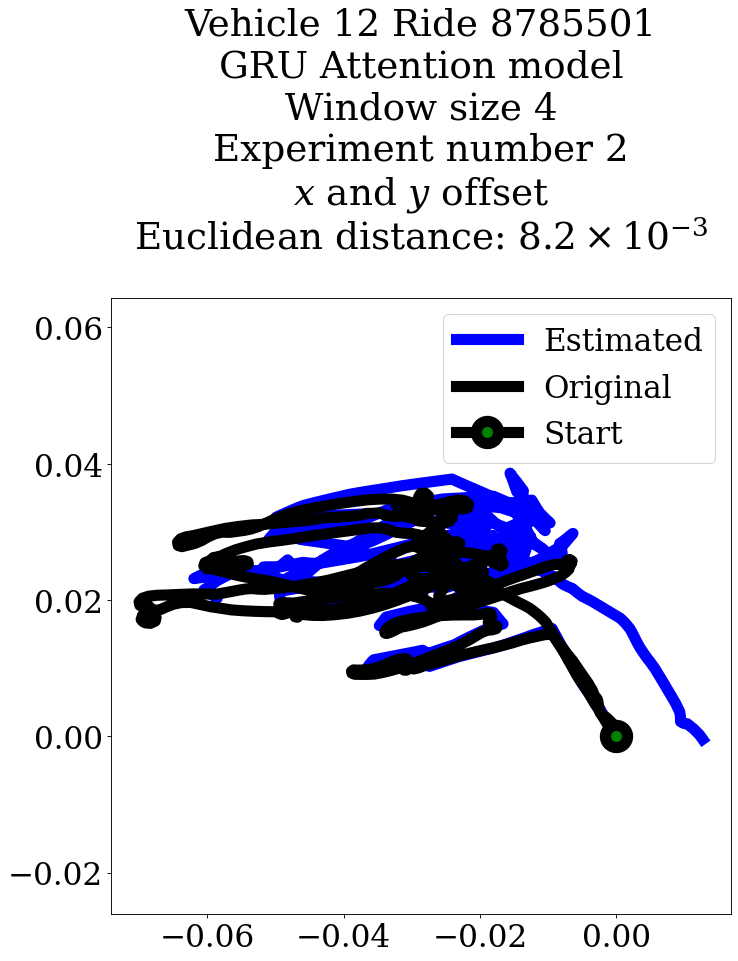 Vehicle 12 Ride 8785501
GRU Attention model
Window size 4
Experiment number 2
x and y offset
Euclidean distance: 8.2 × 10⁻³
Estimated
Original
Start
0.06
0.04
0.02
0.00
−0.02
−0.06 −0.04 −0.02 0.00